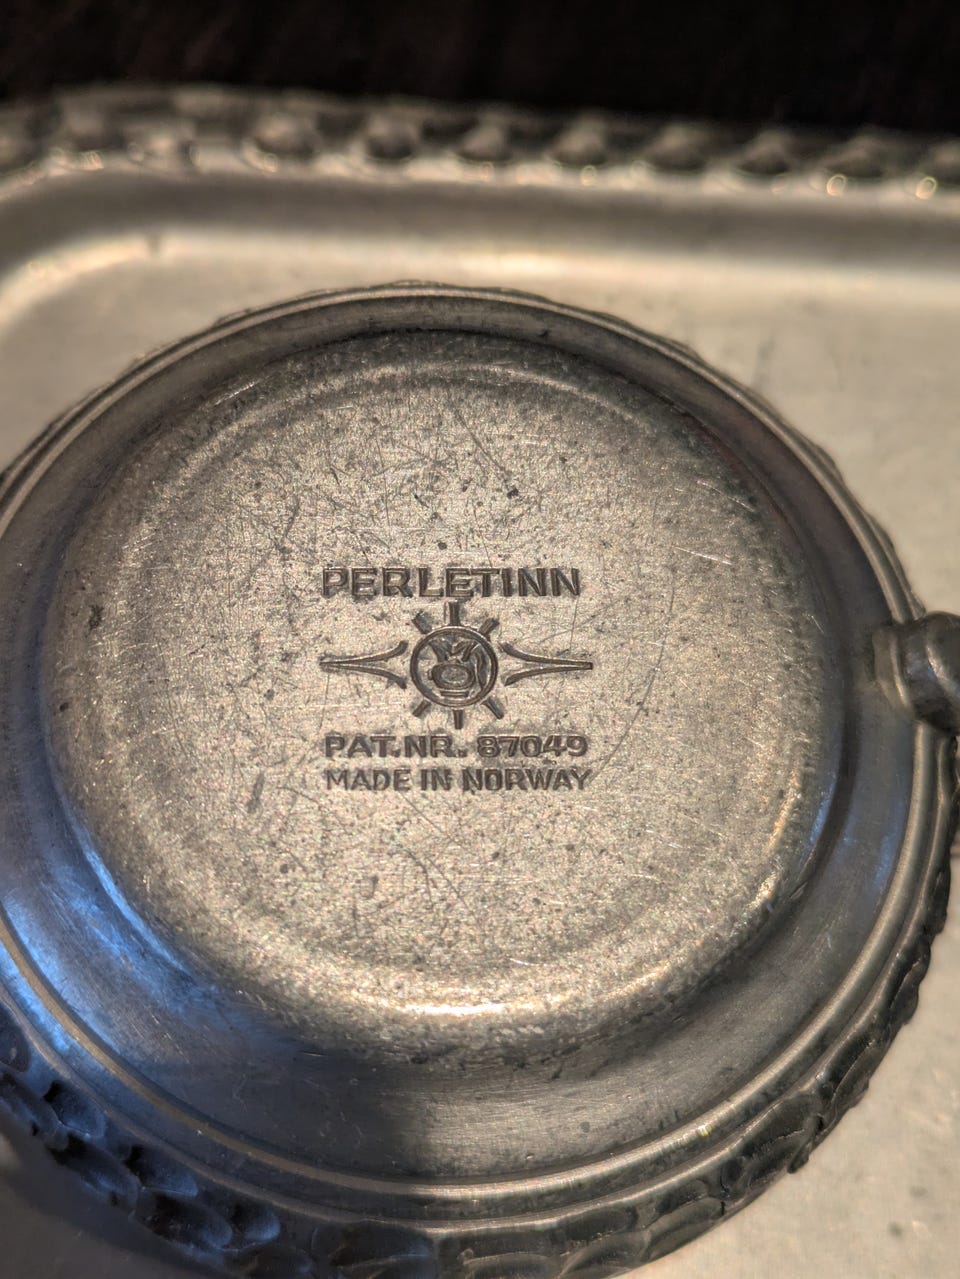 PERLETINN
PAT.NR. 87049
MADE IN NORWAY